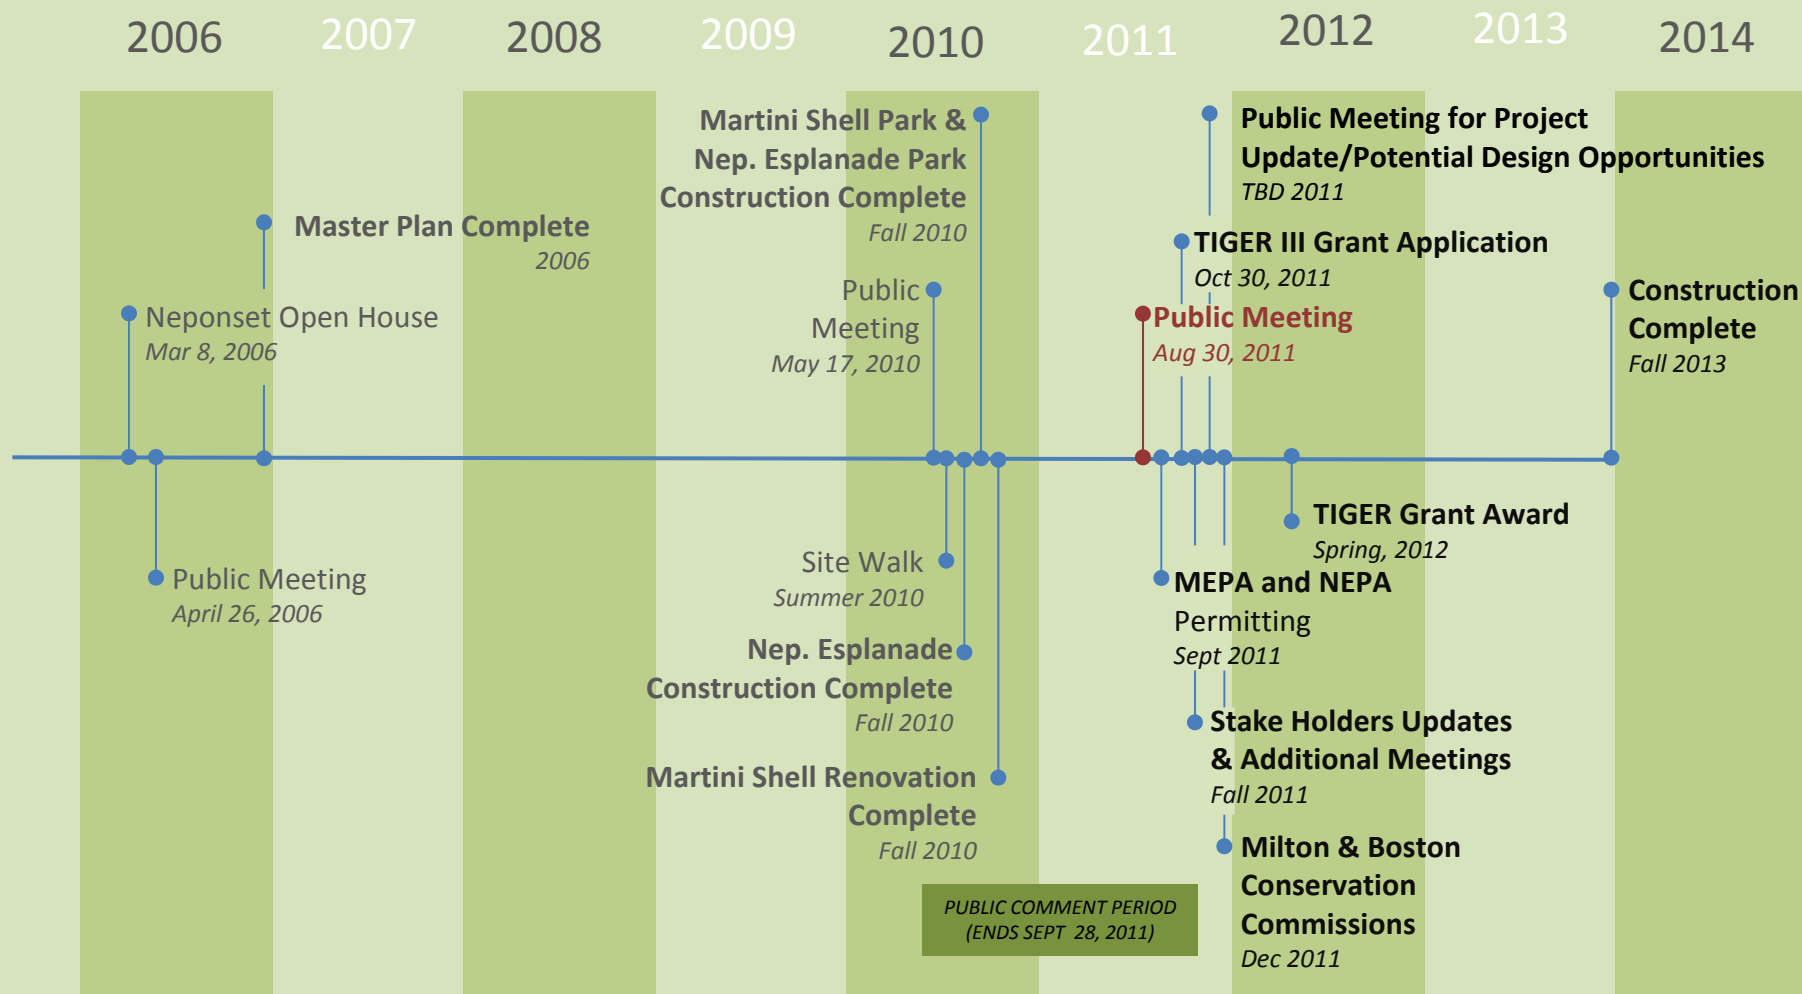 2006
2007
2008
2009
2010
2011
2012
2013
2014
Martini Shell Park &
Nep. Esplanade Park
Construction Complete
Fall 2010
Public Meeting for Project
Update/Potential Design Opportunities
TBD 2011
Master Plan Complete
2006
TIGER III Grant Application
Oct 30, 2011
Neponset Open House
Mar 8, 2006
Public
Meeting
May 17, 2010
Public Meeting
Aug 30, 2011
Construction
Complete
Fall 2013
Public Meeting
April 26, 2006
Site Walk
Summer 2010
TIGER Grant Award
Spring, 2012
MEPA and NEPA
Permitting
Sept 2011
Nep. Esplanade
Construction Complete
Fall 2010
Stake Holders Updates
& Additional Meetings
Fall 2011
Martini Shell Renovation
Complete
Fall 2010
Milton & Boston
Conservation
Commissions
Dec 2011
PUBLIC COMMENT PERIOD
(ENDS SEPT 28, 2011)